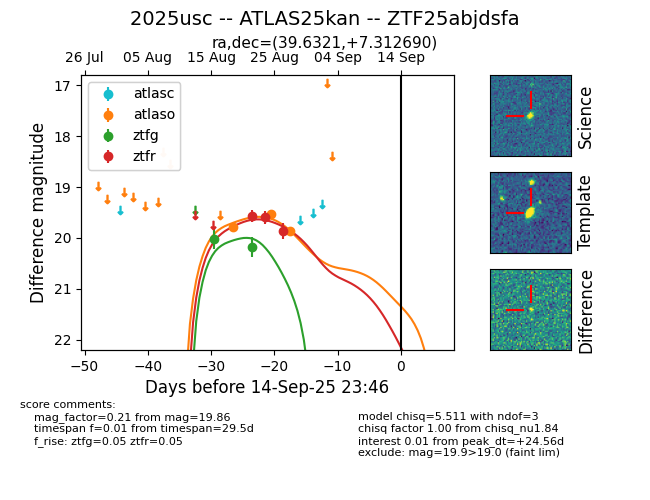 2025usc -- ATLAS25kan -- ZTF25abjdsfa
ra,dec=(39.6321,+7.312690)
26 Jul 05 Aug 15 Aug 25 Aug 04 Sep 14 Sep
17
18
19
20
21
22
Difference magnitude
atlasc
atlaso
ztfg
ztfr
−50 −40 −30 −20 −10 0
Days before 14-Sep-25 23:46
Science
Template
Difference
score comments:
mag_factor=0.21 from mag=19.86
timespan f=0.01 from timespan=29.5d
f_rise: ztfg=0.05 ztfr=0.05
model chisq=5.511 with ndof=3
chisq factor 1.00 from chisq_nu1.84
interest 0.01 from peak_dt=+24.56d
exclude: mag=19.9>19.0 (faint lim)